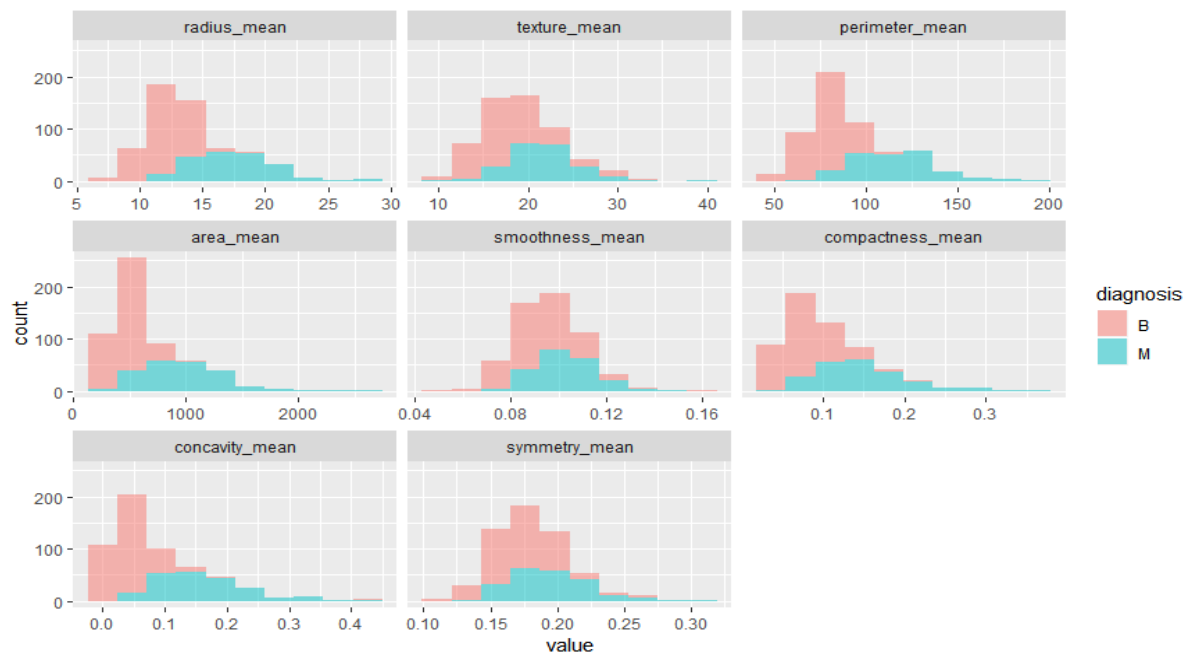 radius_mean texture_mean perimeter_mean
200
100
0
5 10 15 20 25 30 10 20 30 40 50 100 150 200
area_mean smoothness_mean compactness_mean
200
100
0
0 1000 2000 0.04 0.08 0.12 0.16 0.1 0.2 0.3
concavity_mean symmetry_mean
200
100
0
0.0 0.1 0.2 0.3 0.4 0.10 0.15 0.20 0.25 0.30
count
value
diagnosis
B
M